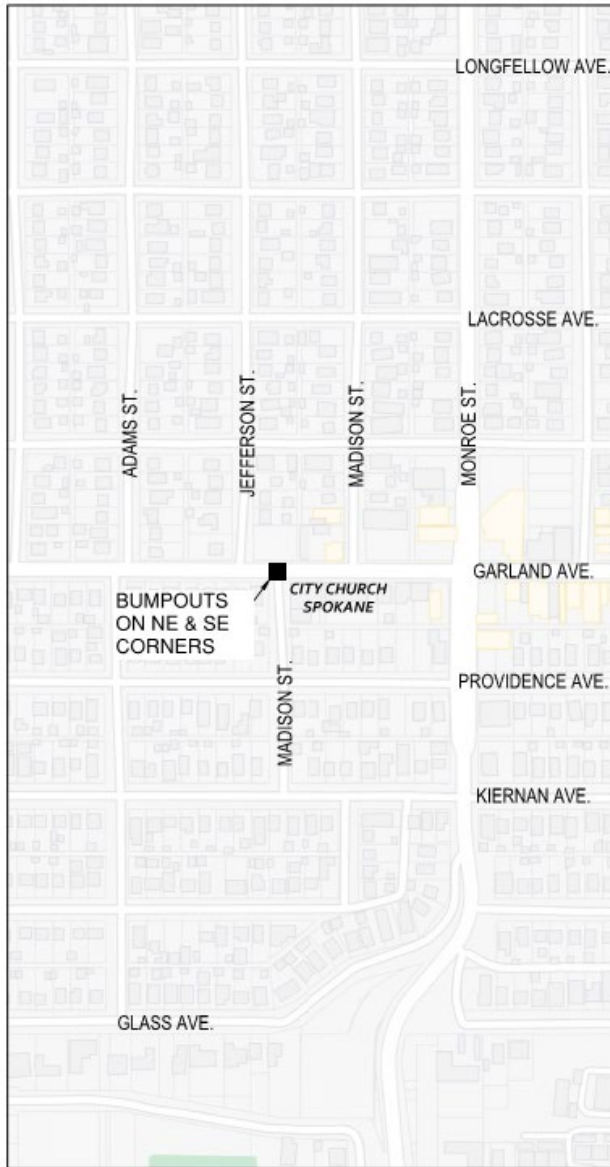 LONGFELLOW AVE.
LACROSSE AVE.
ADAMS ST.
JEFFERSON ST.
MADISON ST.
MONROE ST.
GARLAND AVE.
CITY CHURCH
SPOKANE
BUMPOUTS
ON NE & SE
CORNERS
MADISON ST.
PROVIDENCE AVE.
KIERNAN AVE.
GLASS AVE.